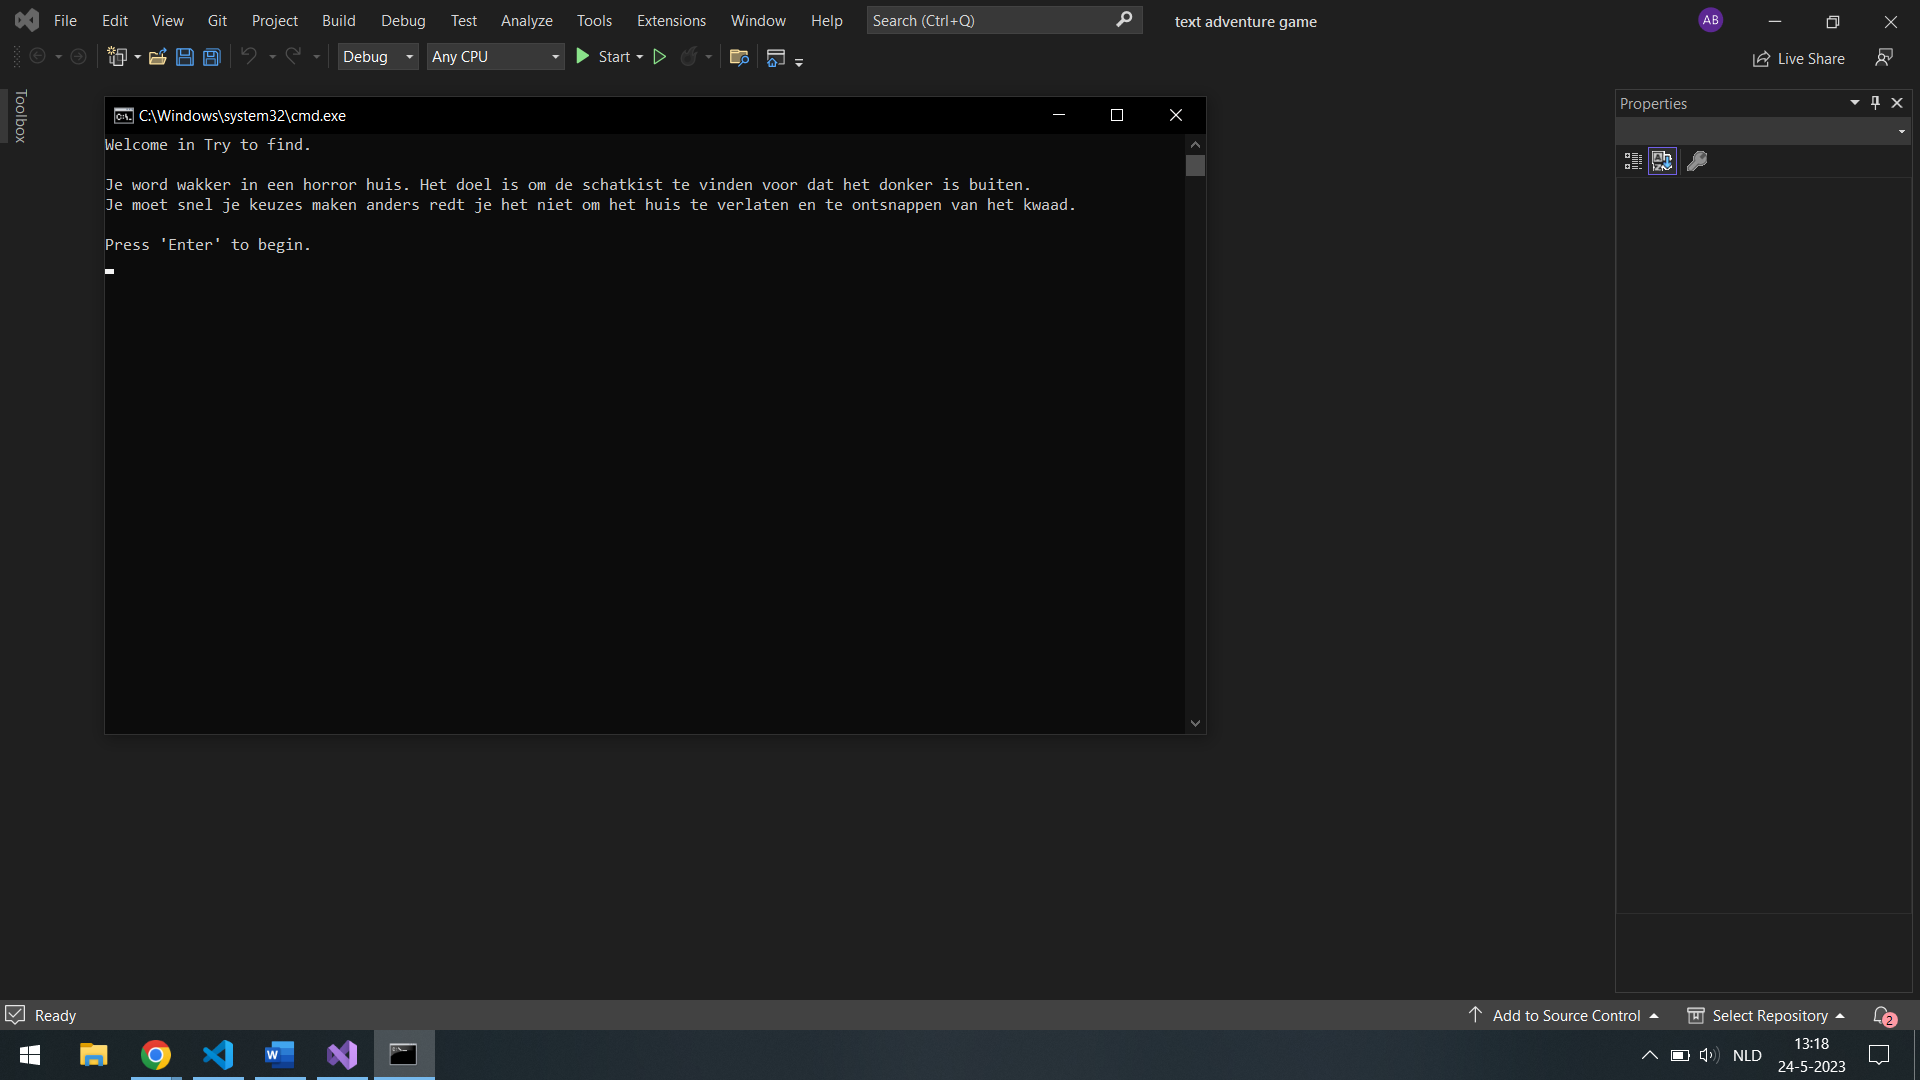 File Edit View Git Project Build Debug Test Analyze Tools Extensions Window Help Search (Ctrl+Q) text adventure game AB
Debug Any CPU Start Live Share
Toolbox
C:\Windows\system32\cmd.exe
Welcome in Try to find.
Je word wakker in een horror huis. Het doel is om de schatkist te vinden voor dat het donker is buiten.
Je moet snel je keuzes maken anders redt je het niet om het huis te verlaten en te ontsnappen van het kwaad.
Press 'Enter' to begin.
Properties
Ready Add to Source Control Select Repository 2
NLD 13:18
24-5-2023